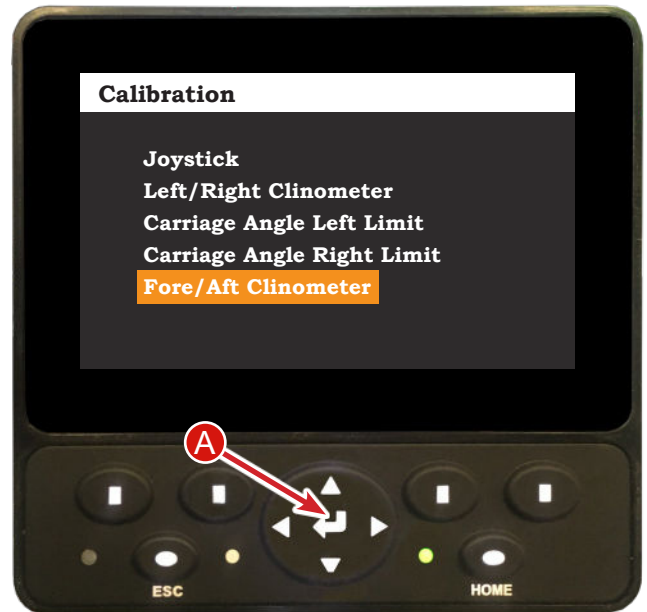 Calibration
Joystick
Left/Right Clinometer
Carriage Angle Left Limit
Carriage Angle Right Limit
Fore/Aft Clinometer
A
ESC
HOME